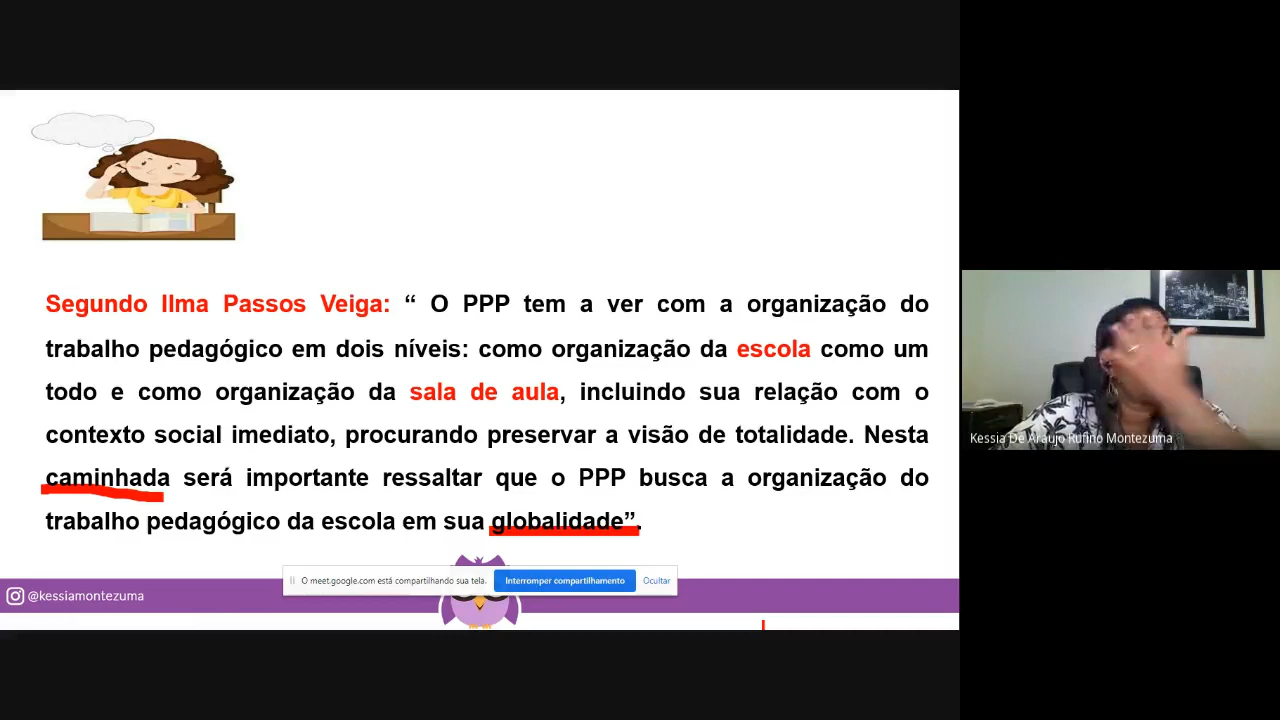 Segundo Ilma Passos Veiga: “ O PPP tem a ver com a organização do
trabalho pedagógico em dois níveis: como organização da escola como um
todo e como organização da sala de aula, incluindo sua relação com o
contexto social imediato, procurando preservar a visão de totalidade. Nesta
caminhada será importante ressaltar que o PPP busca a organização do
trabalho pedagógico da escola em sua globalidade”.
O meet.google.com está compartilhando sua tela.
Interromper compartilhamento
Ocultar
@kessiamontezuma
Kessia De Araujo Rufino Montezuma